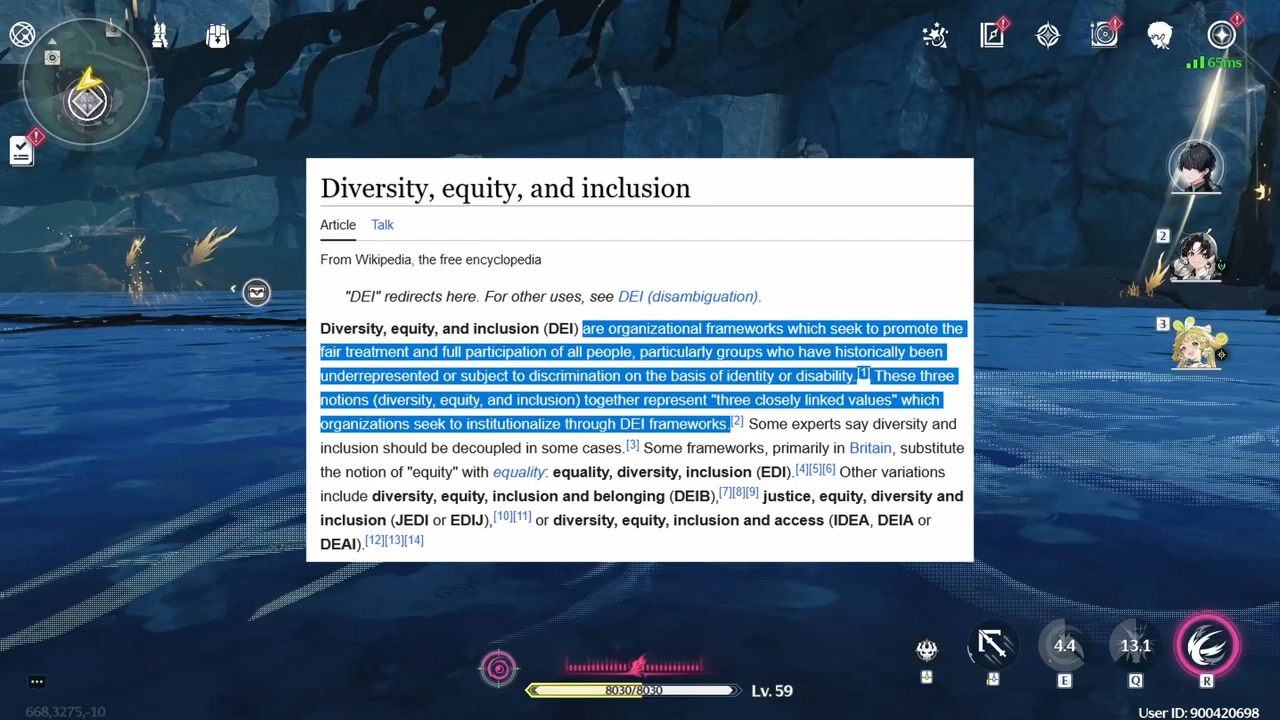 65ms
Diversity, equity, and inclusion
Article Talk
From Wikipedia, the free encyclopedia
"DEI" redirects here. For other uses, see DEI (disambiguation).
Diversity, equity, and inclusion (DEI) are organizational frameworks which seek to promote the
fair treatment and full participation of all people, particularly groups who have historically been
underrepresented or subject to discrimination on the basis of identity or disability.[1] These three
notions (diversity, equity, and inclusion) together represent "three closely linked values" which
organizations seek to institutionalize through DEI frameworks.[2] Some experts say diversity and
inclusion should be decoupled in some cases.[3] Some frameworks, primarily in Britain, substitute
the notion of "equity" with equality: equality, diversity, inclusion (EDI).[4][5][6] Other variations
include diversity, equity, inclusion and belonging (DEIB),[7][8][9] justice, equity, diversity and
inclusion (JEDI or EDIJ),[10][11] or diversity, equity, inclusion and access (IDEA, DEIA or
DEAI).[12][13][14]
2
3
4.4
13.1
E
Q
R
8030/8030
Lv. 59
668,3275,-10
User ID: 900420698